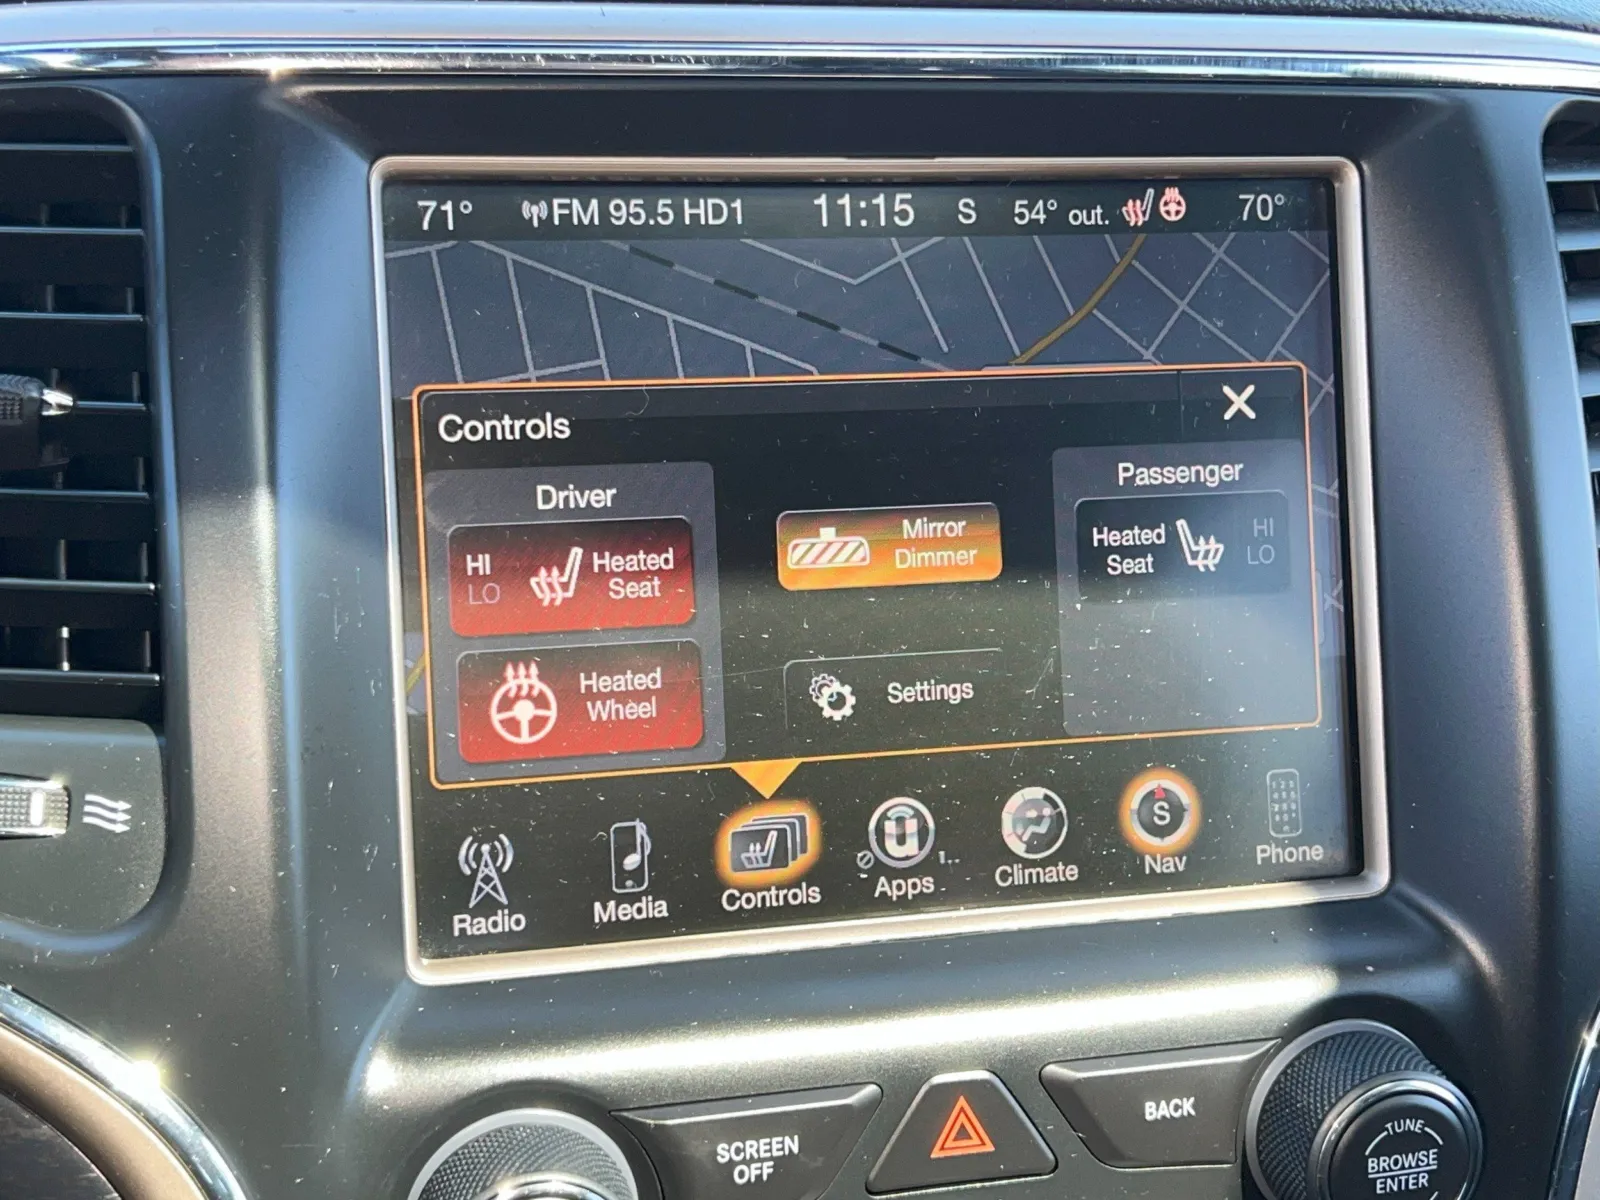 71° FM 95.5 HD1 11:15 S 54° out. 70°
Controls
Driver
HI
LO
Heated
Seat
Heated
Wheel
Mirror
Dimmer
Settings
Passenger
Heated
Seat
HI
LO
Radio
Media
Controls
Apps
Climate
S
Nav
Phone
SCREEN
OFF
BACK
TUNE
BROWSE
ENTER